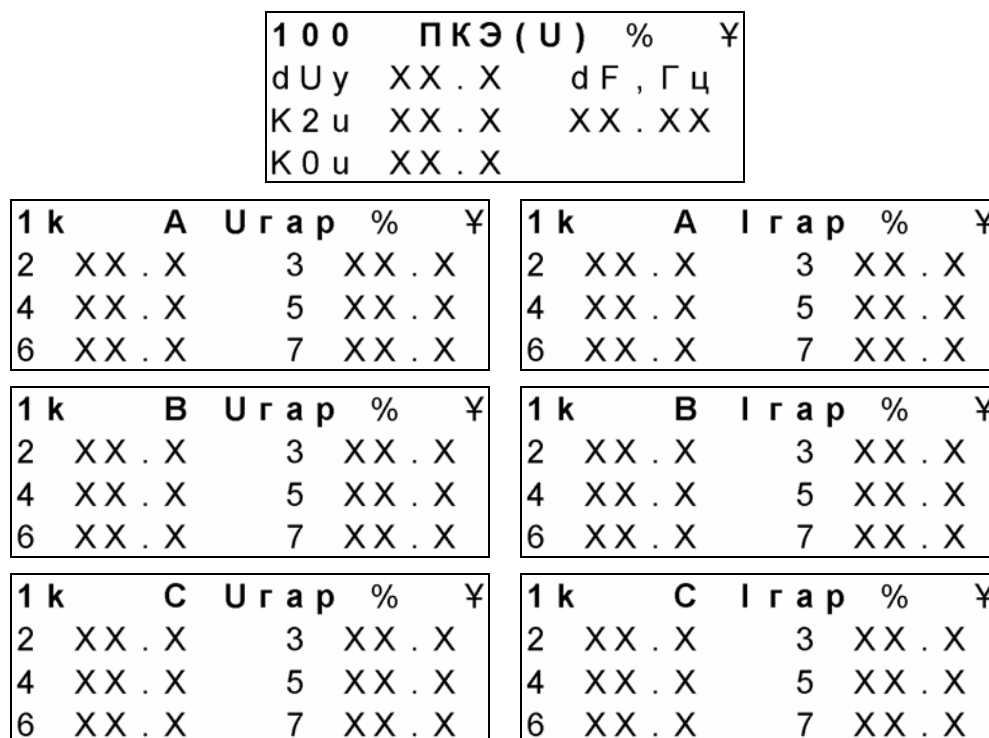 100 ПКЭ(U) % ¥
dUy XX.X dF,Гц
K2u XX.X XX.XX
K0u XX.X
1k A Uгар % ¥
2 XX.X 3 XX.X
4 XX.X 5 XX.X
6 XX.X 7 XX.X
1k A Iгар % ¥
2 XX.X 3 XX.X
4 XX.X 5 XX.X
6 XX.X 7 XX.X
1k B Uгар % ¥
2 XX.X 3 XX.X
4 XX.X 5 XX.X
6 XX.X 7 XX.X
1k B Iгар % ¥
2 XX.X 3 XX.X
4 XX.X 5 XX.X
6 XX.X 7 XX.X
1k C Uгар % ¥
2 XX.X 3 XX.X
4 XX.X 5 XX.X
6 XX.X 7 XX.X
1k C Iгар % ¥
2 XX.X 3 XX.X
4 XX.X 5 XX.X
6 XX.X 7 XX.X